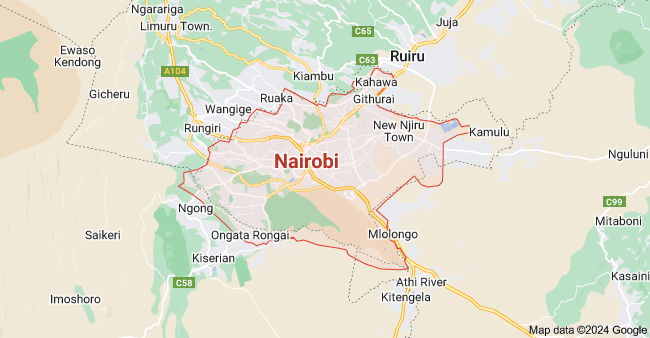 Ngarariga
Limuru Town.
Juja
C65
Ewaso
Kendong
C63
Ruiru
A104
Kiambu
Kahawa
Gicheru
Ruaka
Githurai
Wangige
Rungiri
New Njiru
Town
Kamulu
Nairobi
Nguluni
Ngong
C99
Mitaboni
Saikeri
Ongata Rongai
Mlolongo
Kiserian
Kasaini
C58
Athi River
Imoshoro
Kitengela
Map data ©2024 Google